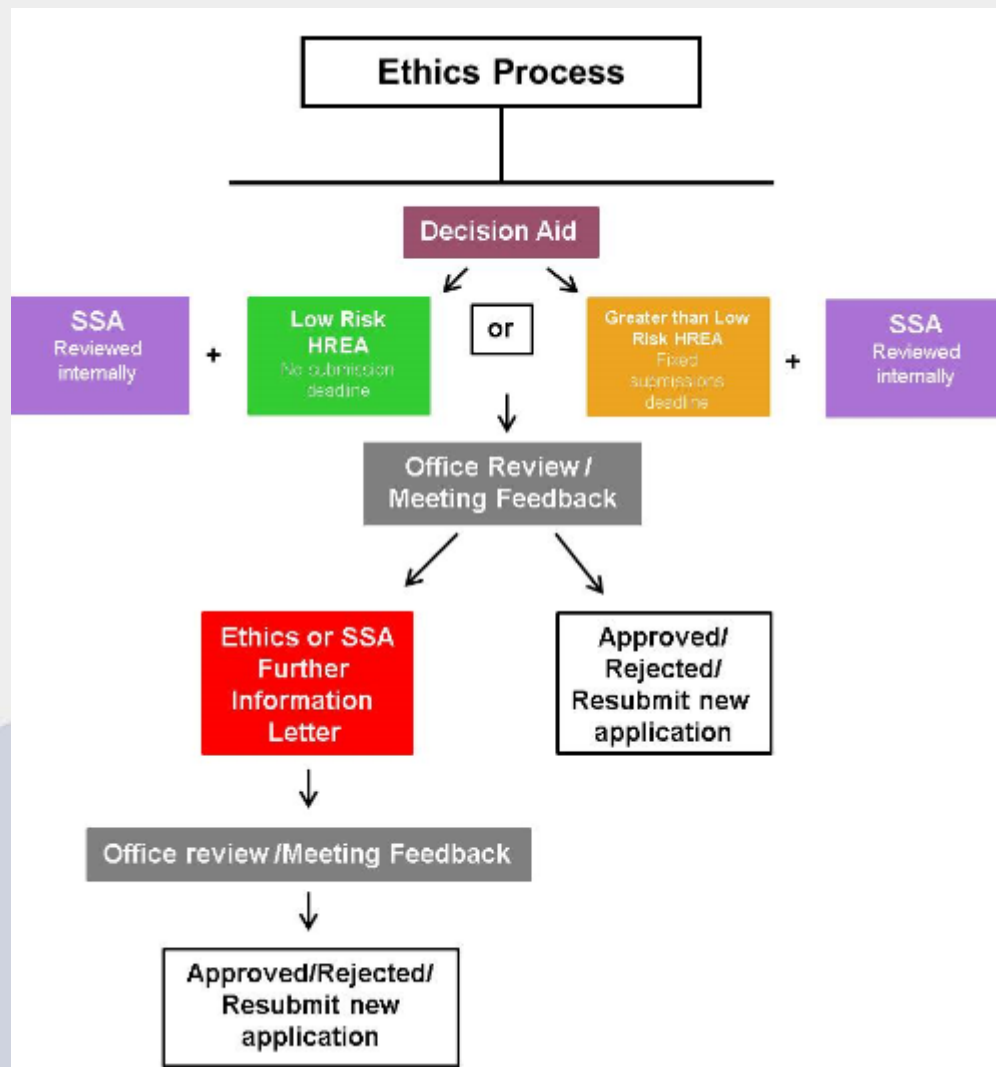 Ethics Process
Decision Aid
SSA
Reviewed
internally
+
Low Risk
HREA
No submission
deadline
or
Greater than Low
Risk HREA
Fixed
submissions
deadline
+
SSA
Reviewed
internally
Office Review /
Meeting Feedback
Ethics or SSA
Further
Information
Letter
Approved/
Rejected/
Resubmit new
application
Office review /Meeting Feedback
Approved/Rejected/
Resubmit new
application